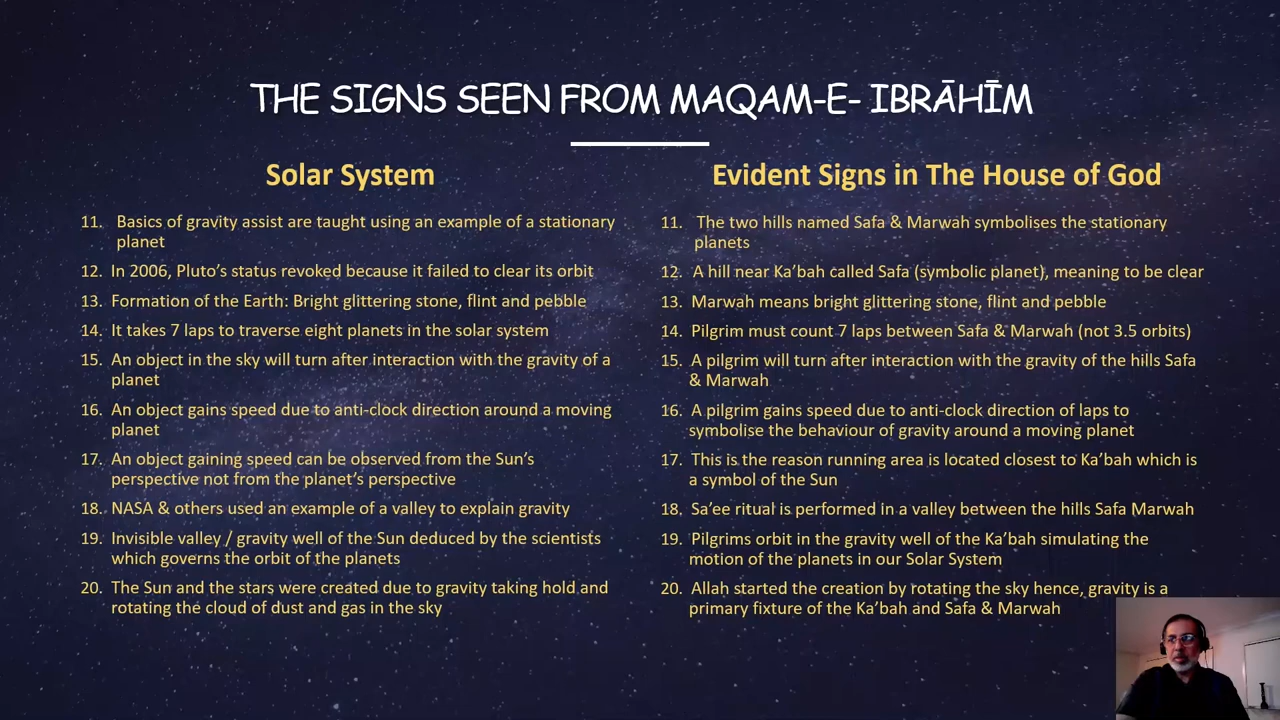 THE SIGNS SEEN FROM MAQAM-E- IBRĀHĪM
Solar System
11. Basics of gravity assist are taught using an example of a stationary
planet
12. In 2006, Pluto's status revoked because it failed to clear its orbit
13. Formation of the Earth: Bright glittering stone, flint and pebble
14. It takes 7 laps to traverse eight planets in the solar system
15. An object in the sky will turn after interaction with the gravity of a
planet
16. An object gains speed due to anti-clock direction around a moving
planet
17. An object gaining speed can be observed from the Sun's
perspective not from the planet's perspective
18. NASA & others used an example of a valley to explain gravity
19. Invisible valley / gravity well of the Sun deduced by the scientists
which governs the orbit of the planets
20. The Sun and the stars were created due to gravity taking hold and
rotating the cloud of dust and gas in the sky
Evident Signs in The House of God
11. The two hills named Safa & Marwah symbolises the stationary
planets
12. A hill near Ka'bah called Safa (symbolic planet), meaning to be clear
13. Marwah means bright glittering stone, flint and pebble
14. Pilgrim must count 7 laps between Safa & Marwah (not 3.5 orbits)
15. A pilgrim will turn after interaction with the gravity of the hills Safa
& Marwah
16. A pilgrim gains speed due to anti-clock direction of laps to
symbolise the behaviour of gravity around a moving planet
17. This is the reason running area is located closest to Ka'bah which is
a symbol of the Sun
18. Sa'ee ritual is performed in a valley between the hills Safa Marwah
19. Pilgrims orbit in the gravity well of the Ka'bah simulating the
motion of the planets in our Solar System
20. Allah started the creation by rotating the sky hence, gravity is a
primary fixture of the Ka'bah and Safa & Marwah